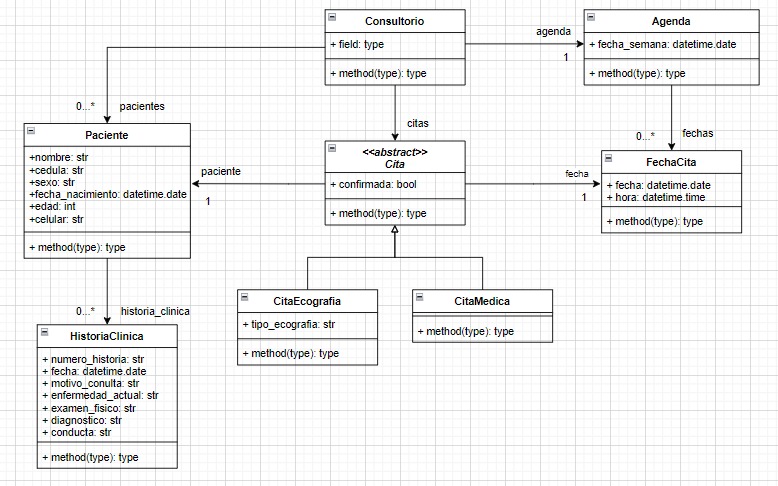 Consultorio
+ field: type
+ method(type): type
agenda
1
Agenda
+ fecha_semana: datetime.date
+ method(type): type
0...*
pacientes
citas
0...*
fechas
Paciente
+nombre: str
+cedula: str
+sexo: str
+fecha_nacimiento: datetime.date
+edad: int
+celular: str
+ method(type): type
paciente
1
<<abstract>>
Cita
+ confirmada: bool
+ method(type): type
fecha
1
FechaCita
+ fecha: datetime.date
+ hora: datetime.time
+ method(type): type
0...*
historia_clinica
HistoriaClinica
+ numero_historia: str
+ fecha: datetime.date
+ motivo_conulta: str
+ enfermedad_actual: str
+ examen_fisico: str
+ diagnostico: str
+ conducta: str
+ method(type): type
CitaEcografia
+ tipo_ecografia: str
+ method(type): type
CitaMedica
+ method(type): type